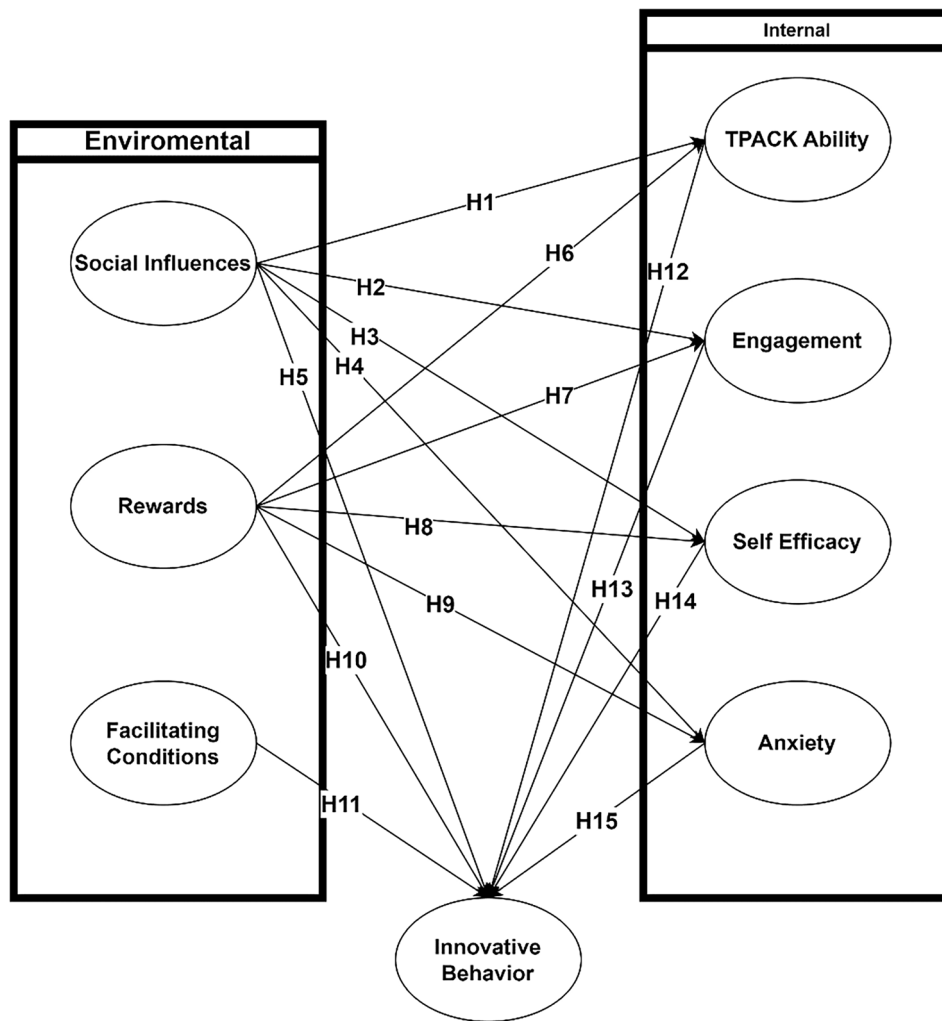 Internal
Enviromental
TPACK Ability
H1
H6
Social Influences
H12
H2
H3
Engagement
H4
H5
H7
Rewards
H8
Self Efficacy
H13
H14
H9
H10
Facilitating
Conditions
Anxiety
H11
H15
Innovative
Behavior